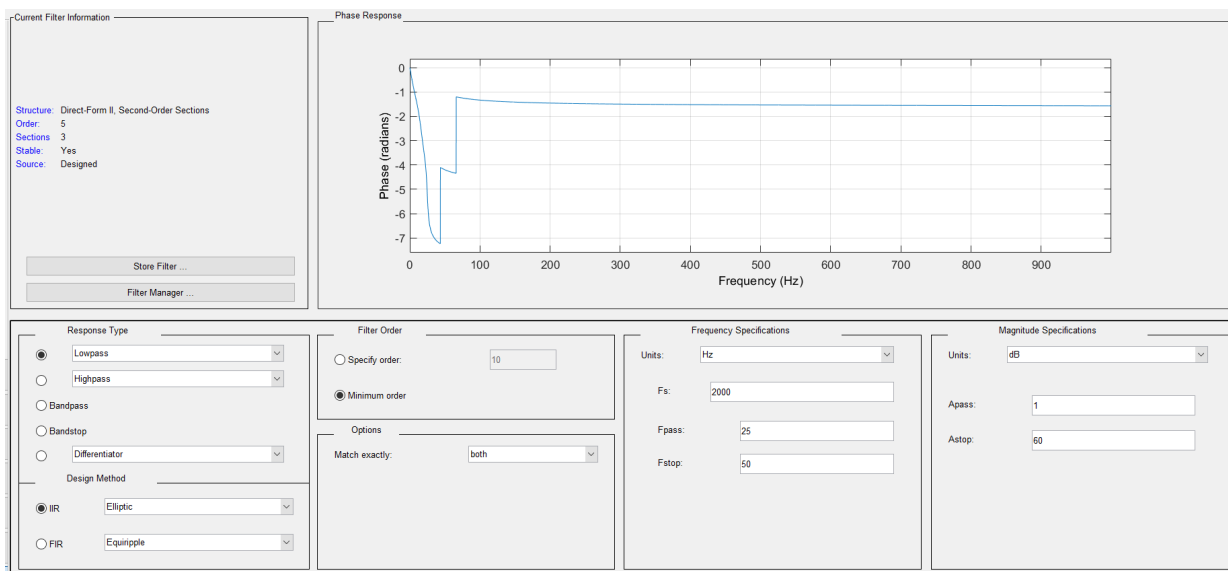 Current Filter Information
Structure: Direct-Form II, Second-Order Sections
Order: 5
Sections 3
Stable: Yes
Source: Designed
Store Filter ...
Filter Manager ...
Phase Response
Phase (radians)
0
-1
-2
-3
-4
-5
-6
-7
0 100 200 300 400 500 600 700 800 900
Frequency (Hz)
Response Type
Lowpass
Highpass
Bandpass
Bandstop
Differentiator
Design Method
IIR Elliptic
FIR Equiripple
Filter Order
Specify order: 10
Minimum order
Options
Match exactly: both
Frequency Specifications
Units: Hz
Fs: 2000
Fpass: 25
Fstop: 50
Magnitude Specifications
Units: dB
Apass: 1
Astop: 60